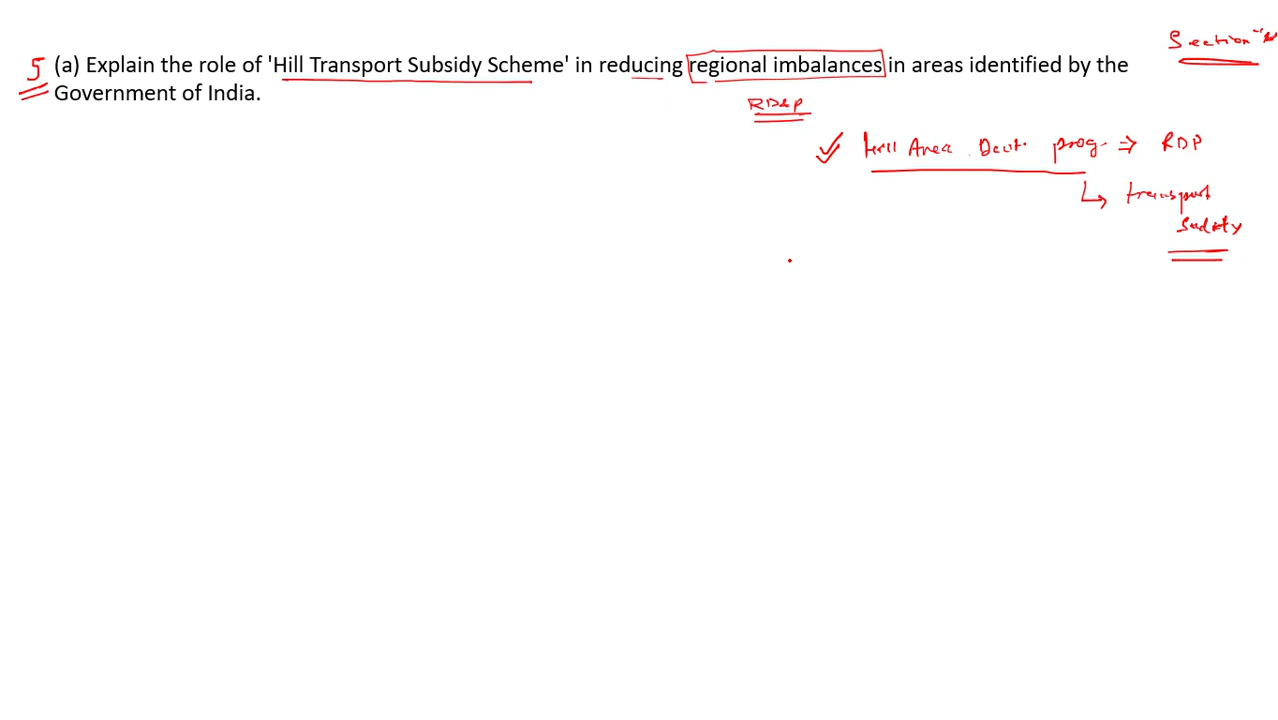 Section-B
5 (a) Explain the role of 'Hill Transport Subsidy Scheme' in reducing regional imbalances in areas identified by the
Government of India.
RD&P
Hill Area Devt. prog. ⇒ RDP
↳ transport